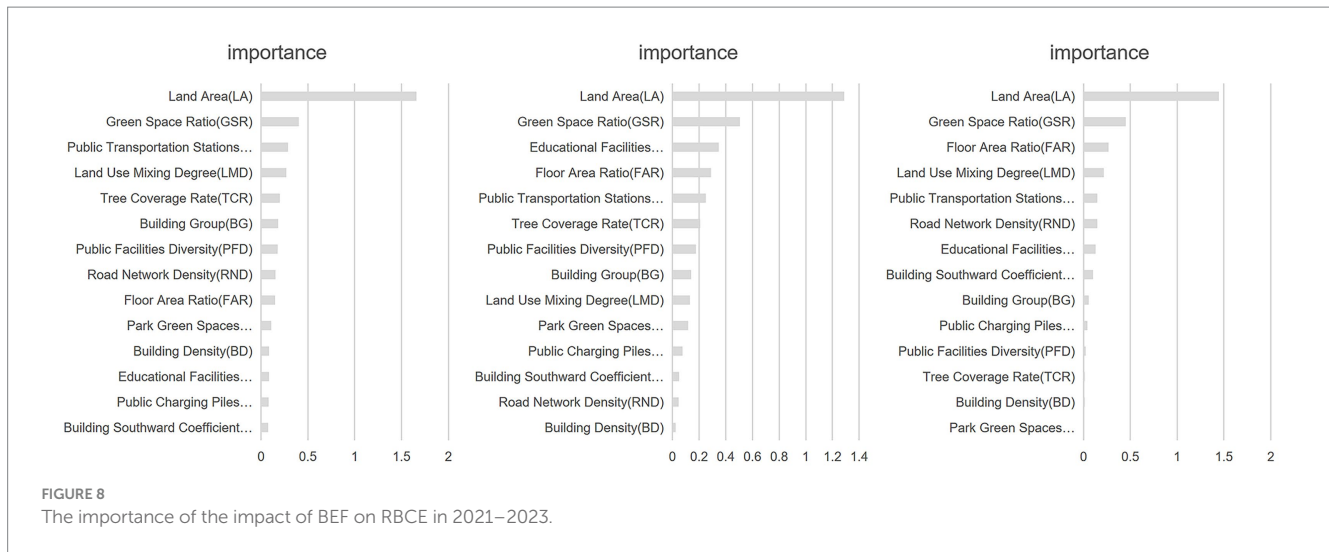 importance
Land Area(LA)
Green Space Ratio(GSR)
Public Transportation Stations…
Land Use Mixing Degree(LMD)
Tree Coverage Rate(TCR)
Building Group(BG)
Public Facilities Diversity(PFD)
Road Network Density(RND)
Floor Area Ratio(FAR)
Park Green Spaces…
Building Density(BD)
Educational Facilities…
Public Charging Piles…
Building Southward Coefficient…
0 0.5 1 1.5 2
importance
Land Area(LA)
Green Space Ratio(GSR)
Educational Facilities…
Floor Area Ratio(FAR)
Public Transportation Stations…
Tree Coverage Rate(TCR)
Public Facilities Diversity(PFD)
Building Group(BG)
Land Use Mixing Degree(LMD)
Park Green Spaces…
Public Charging Piles…
Building Southward Coefficient…
Road Network Density(RND)
Building Density(BD)
0 0.2 0.4 0.6 0.8 1 1.2 1.4
importance
Land Area(LA)
Green Space Ratio(GSR)
Floor Area Ratio(FAR)
Land Use Mixing Degree(LMD)
Public Transportation Stations…
Road Network Density(RND)
Educational Facilities…
Building Southward Coefficient…
Building Group(BG)
Public Charging Piles…
Public Facilities Diversity(PFD)
Tree Coverage Rate(TCR)
Building Density(BD)
Park Green Spaces…
0 0.5 1 1.5 2
FIGURE 8
The importance of the impact of BEF on RBCE in 2021–2023.